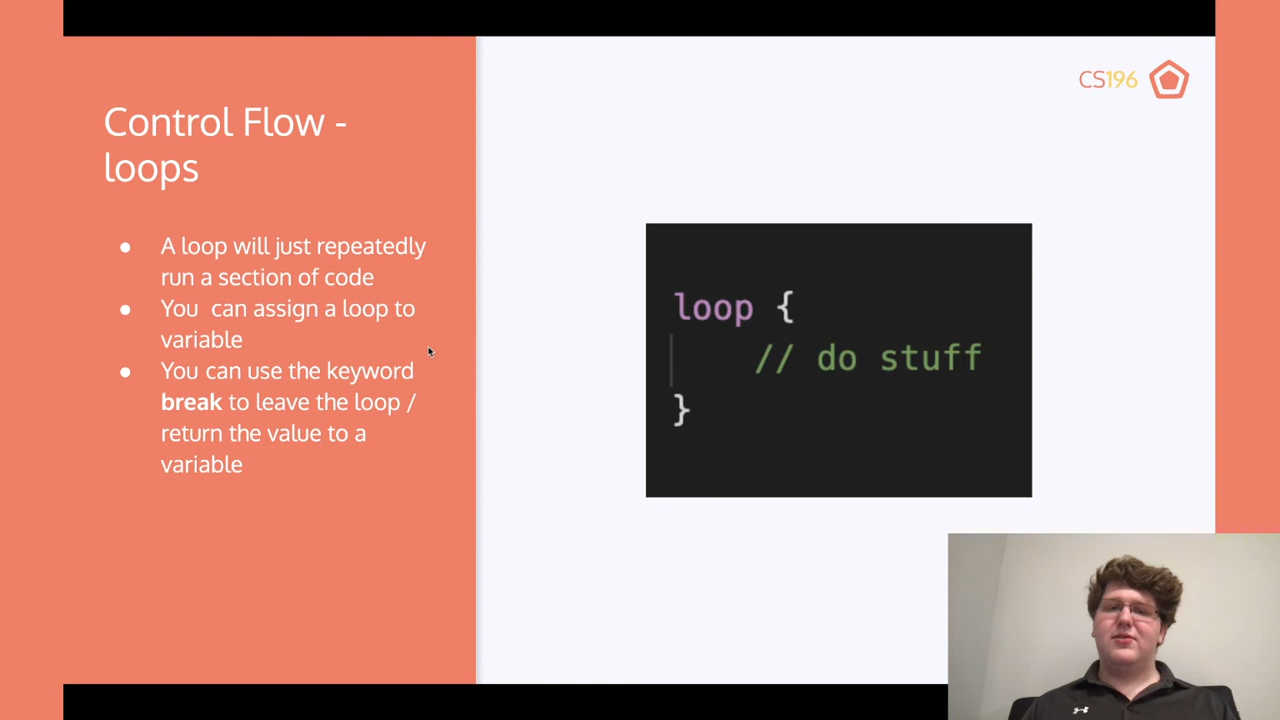 CS196
Control Flow -
loops
● A loop will just repeatedly
run a section of code
● You  can assign a loop to
variable
● You can use the keyword
break to leave the loop /
return the value to a
variable
loop {
// do stuff
}